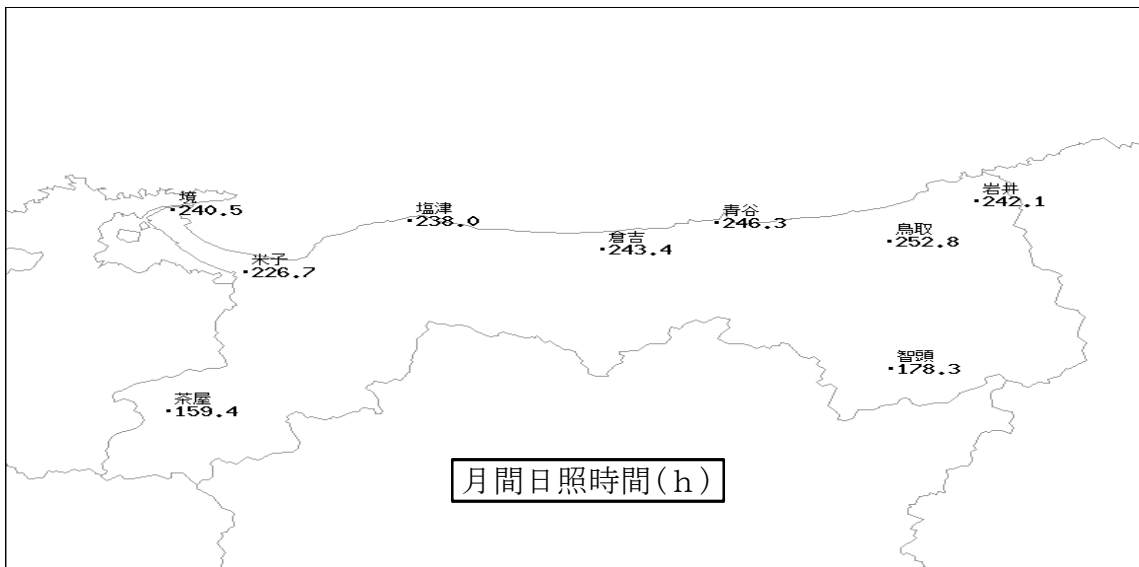 境
・240.5
塩津
・238.0
米子
・226.7
倉吉
・243.4
青谷
・246.3
鳥取
・252.8
岩井
・242.1
智頭
・178.3
茶屋
・159.4
月間日照時間(ｈ)